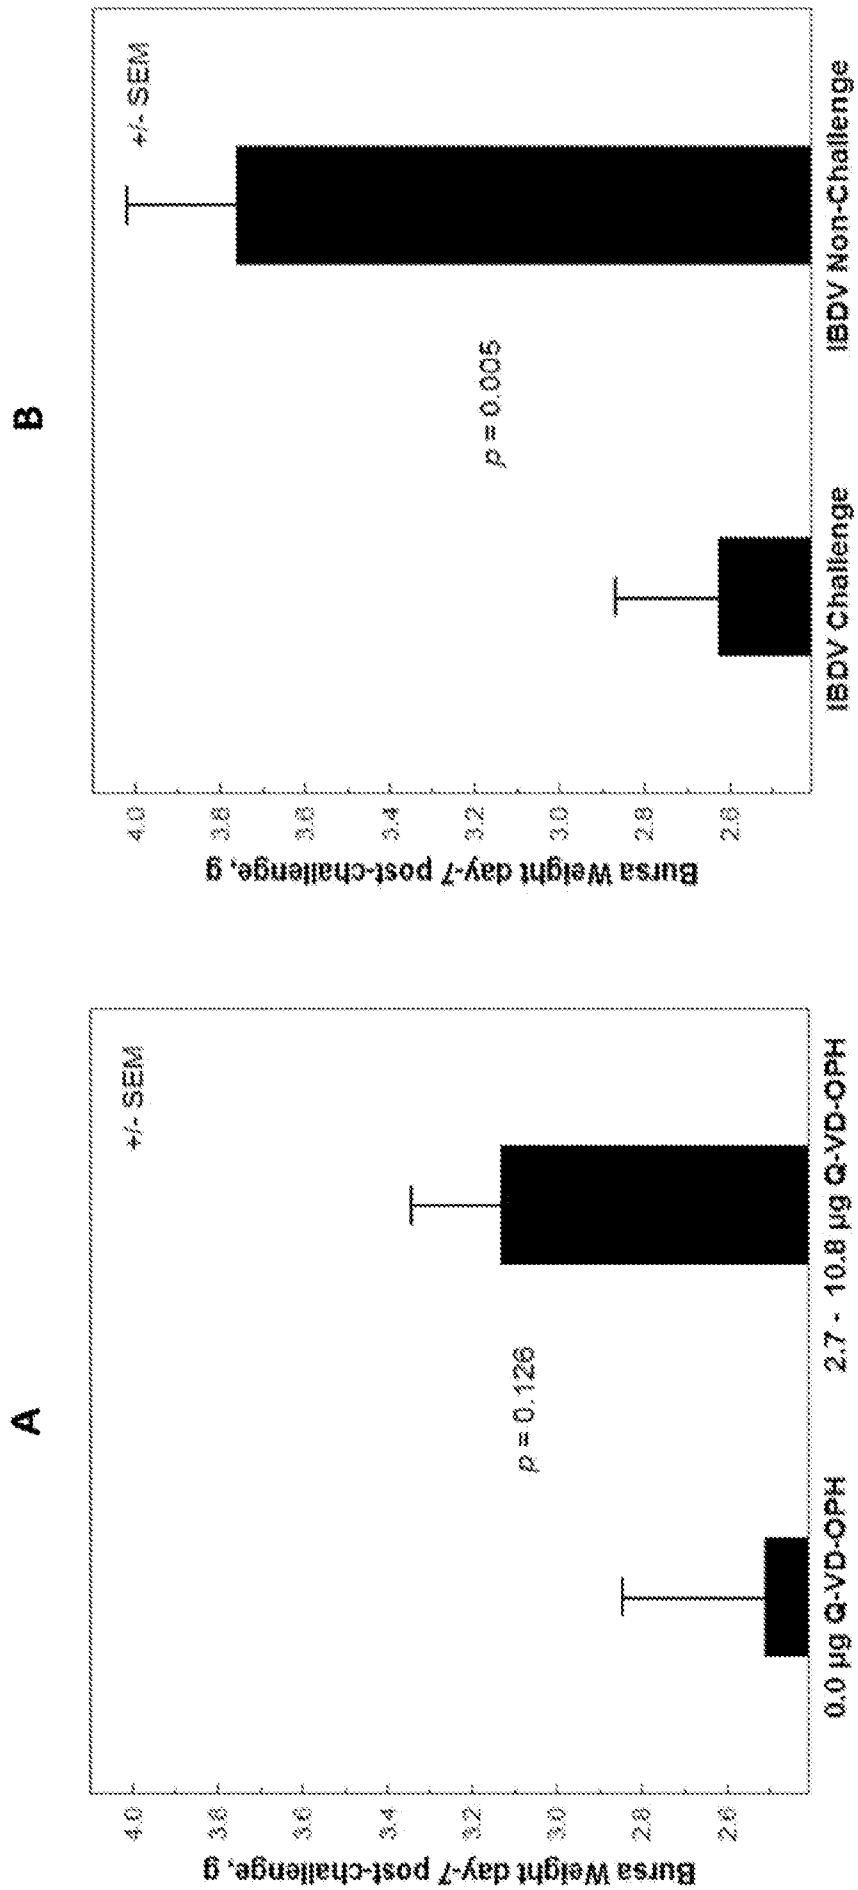 A
+/- SEM
Bursa Weight day-7 post-challenge, g
4.0
3.8
3.6
3.4
3.2
3.0
2.8
2.6
p = 0.126
0.0 µg Q-VD-OPH
2.7 - 10.8 µg Q-VD-OPH
B
+/- SEM
Bursa Weight day-7 post-challenge, g
4.0
3.8
3.6
3.4
3.2
3.0
2.8
2.6
p = 0.005
IBDV Challenge
IBDV Non-Challenge